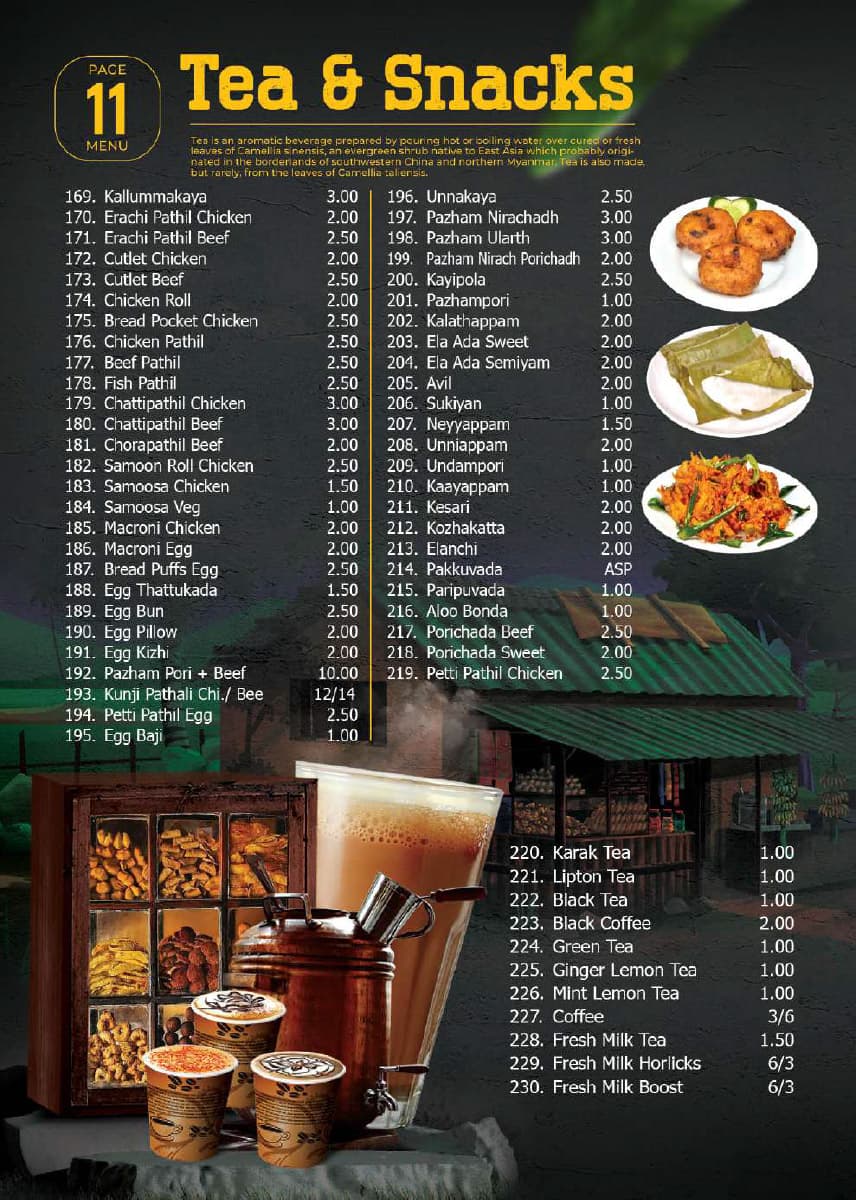 PAGE
11
MENU
Tea & Snacks
Tea is an aromatic beverage prepared by pouring hot or boiling water over cured or fresh
leaves of Camellia sinensis, an evergreen shrub native to East Asia which probably origi-
nated in the borderlands of southwestern China and northern Myanmar. Tea is also made,
but rarely, from the leaves of Camellia taliensis.
169. Kallummakaya 3.00
170. Erachi Pathil Chicken 2.00
171. Erachi Pathil Beef 2.50
172. Cutlet Chicken 2.00
173. Cutlet Beef 2.50
174. Chicken Roll 2.00
175. Bread Pocket Chicken 2.50
176. Chicken Pathil 2.50
177. Beef Pathil 2.50
178. Fish Pathil 2.50
179. Chattipathil Chicken 3.00
180. Chattipathil Beef 3.00
181. Chorapathil Beef 2.00
182. Samoon Roll Chicken 2.50
183. Samoosa Chicken 1.50
184. Samoosa Veg 1.00
185. Macroni Chicken 2.00
186. Macroni Egg 2.00
187. Bread Puffs Egg 2.50
188. Egg Thattukada 1.50
189. Egg Bun 2.50
190. Egg Pillow 2.00
191. Egg Kizhi 2.00
192. Pazham Pori + Beef 10.00
193. Kunji Pathali Chi./ Bee 12/14
194. Petti Pathil Egg 2.50
195. Egg Baji 1.00
196. Unnakaya 2.50
197. Pazham Nirachadh 3.00
198. Pazham Ularth 3.00
199. Pazham Nirach Porichadh 2.00
200. Kayipola 2.50
201. Pazhampori 1.00
202. Kalathappam 2.00
203. Ela Ada Sweet 2.00
204. Ela Ada Semiyam 2.00
205. Avil 2.00
206. Sukiyan 1.00
207. Neyyappam 1.50
208. Unniappam 2.00
209. Undampori 1.00
210. Kaayappam 1.00
211. Kesari 2.00
212. Kozhakatta 2.00
213. Elanchi 2.00
214. Pakkuvada ASP
215. Paripuvada 1.00
216. Aloo Bonda 1.00
217. Porichada Beef 2.50
218. Porichada Sweet 2.00
219. Petti Pathil Chicken 2.50
220. Karak Tea 1.00
221. Lipton Tea 1.00
222. Black Tea 1.00
223. Black Coffee 2.00
224. Green Tea 1.00
225. Ginger Lemon Tea 1.00
226. Mint Lemon Tea 1.00
227. Coffee 3/6
228. Fresh Milk Tea 1.50
229. Fresh Milk Horlicks 6/3
230. Fresh Milk Boost 6/3